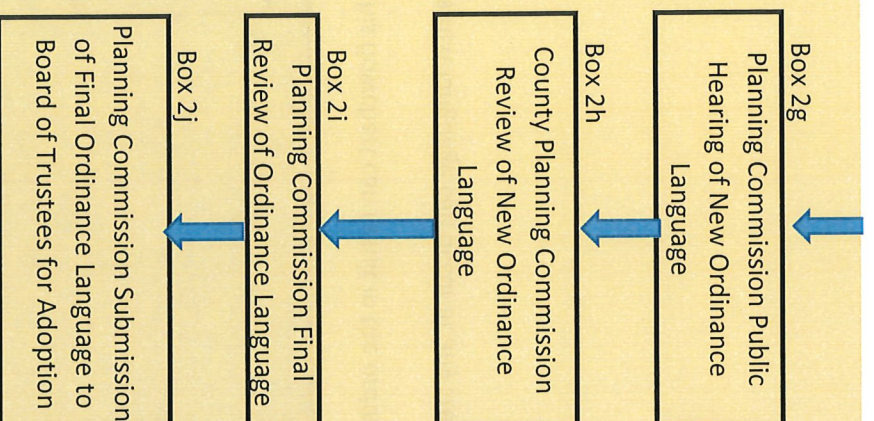 Box 2g
Planning Commission Public
Hearing of New Ordinance
Language
Box 2h
County Planning Commission
Review of New Ordinance
Language
Box 2i
Planning Commission Final
Review of Ordinance Language
Box 2j
Planning Commission Submission
of Final Ordinance Language to
Board of Trustees for Adoption